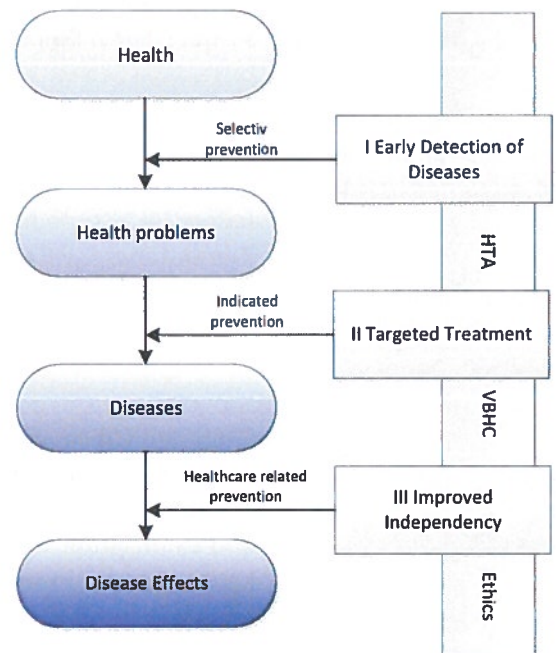 Health
Selectiv
prevention
I Early Detection of
Diseases
Health problems
HTA
Indicated
prevention
II Targeted Treatment
Diseases
VBHC
Healthcare related
prevention
III Improved
Independency
Disease Effects
Ethics